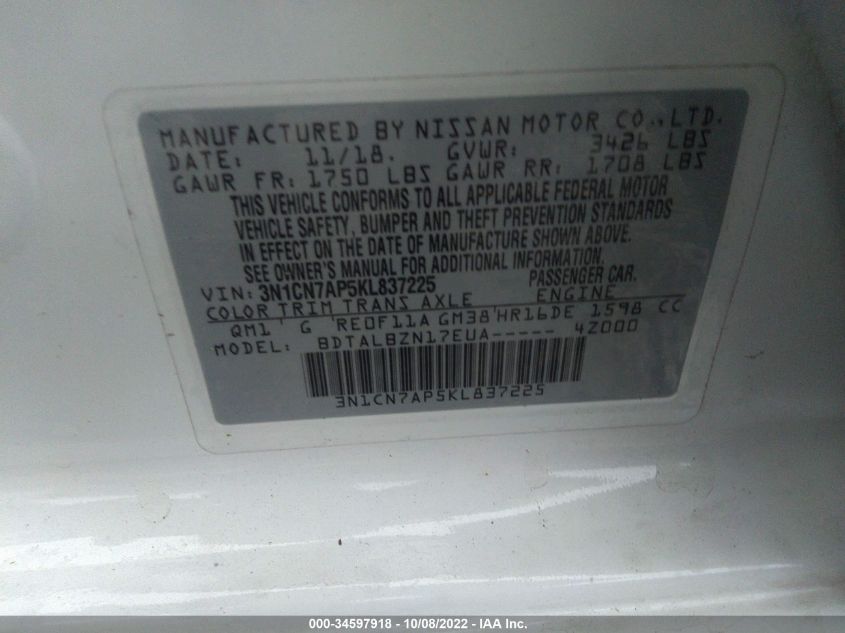 MANUFACTURED BY NISSAN MOTOR CO., LTD.
DATE: 11/18. GVWR: 3426 LBS
GAWR FR: 1750 LBS GAWR RR: 1708 LBS
THIS VEHICLE CONFORMS TO ALL APPLICABLE FEDERAL MOTOR
VEHICLE SAFETY, BUMPER AND THEFT PREVENTION STANDARDS
IN EFFECT ON THE DATE OF MANUFACTURE SHOWN ABOVE.
SEE OWNER'S MANUAL FOR ADDITIONAL INFORMATION.
VIN: 3N1CN7AP5KL837225 PASSENGER CAR.
COLOR TRIM TRANS AXLE ENGINE
QM1 G RE0F11A GM38 HR16DE 1598 CC
MODEL: BDTALBZN17EUA----- 4Z000
3N1CN7AP5KL837225
000-34597918 - 10/08/2022 - IAA Inc.